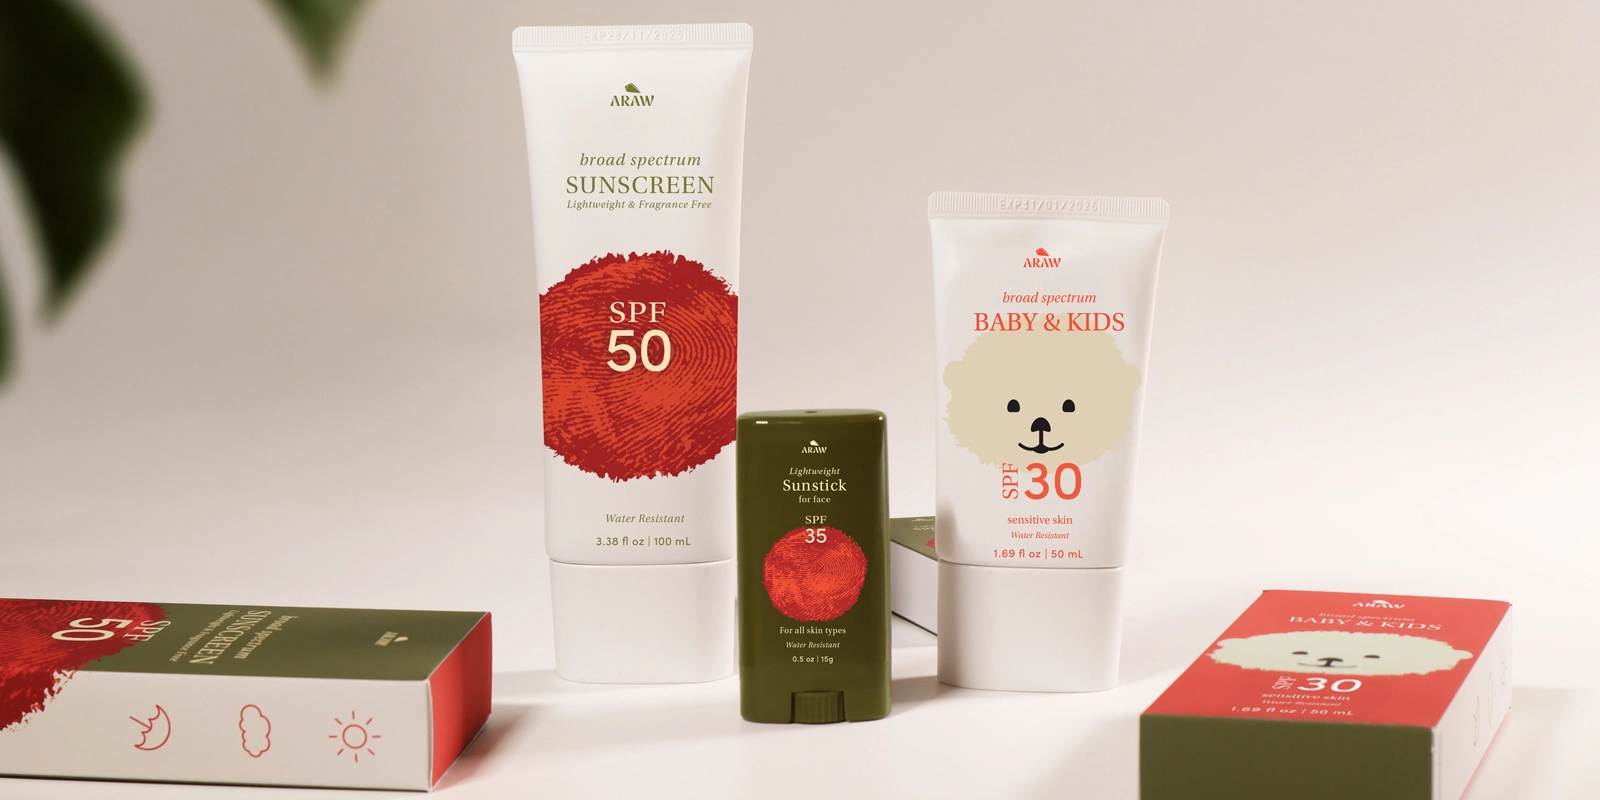 EXP28/11/2025
ARAW
broad spectrum
SUNSCREEN
Lightweight & Fragrance Free
SPF
50
Water Resistant
3.38 fl oz | 100 mL
ARAW
Lightweight
Sunstick
for face
SPF
35
For all skin types
Water Resistant
0.5 oz | 15g
EXP31/01/2026
ARAW
broad spectrum
BABY & KIDS
SPF 30
sensitive skin
Water Resistant
1.69 fl oz | 50 mL
broad spectrum
SUNSCREEN
Lightweight & Fragrance Free
SPF
50
ARAW
broad spectrum
BABY & KIDS
SPF 30
sensitive skin
Water Resistant
1.69 fl oz | 50 mL